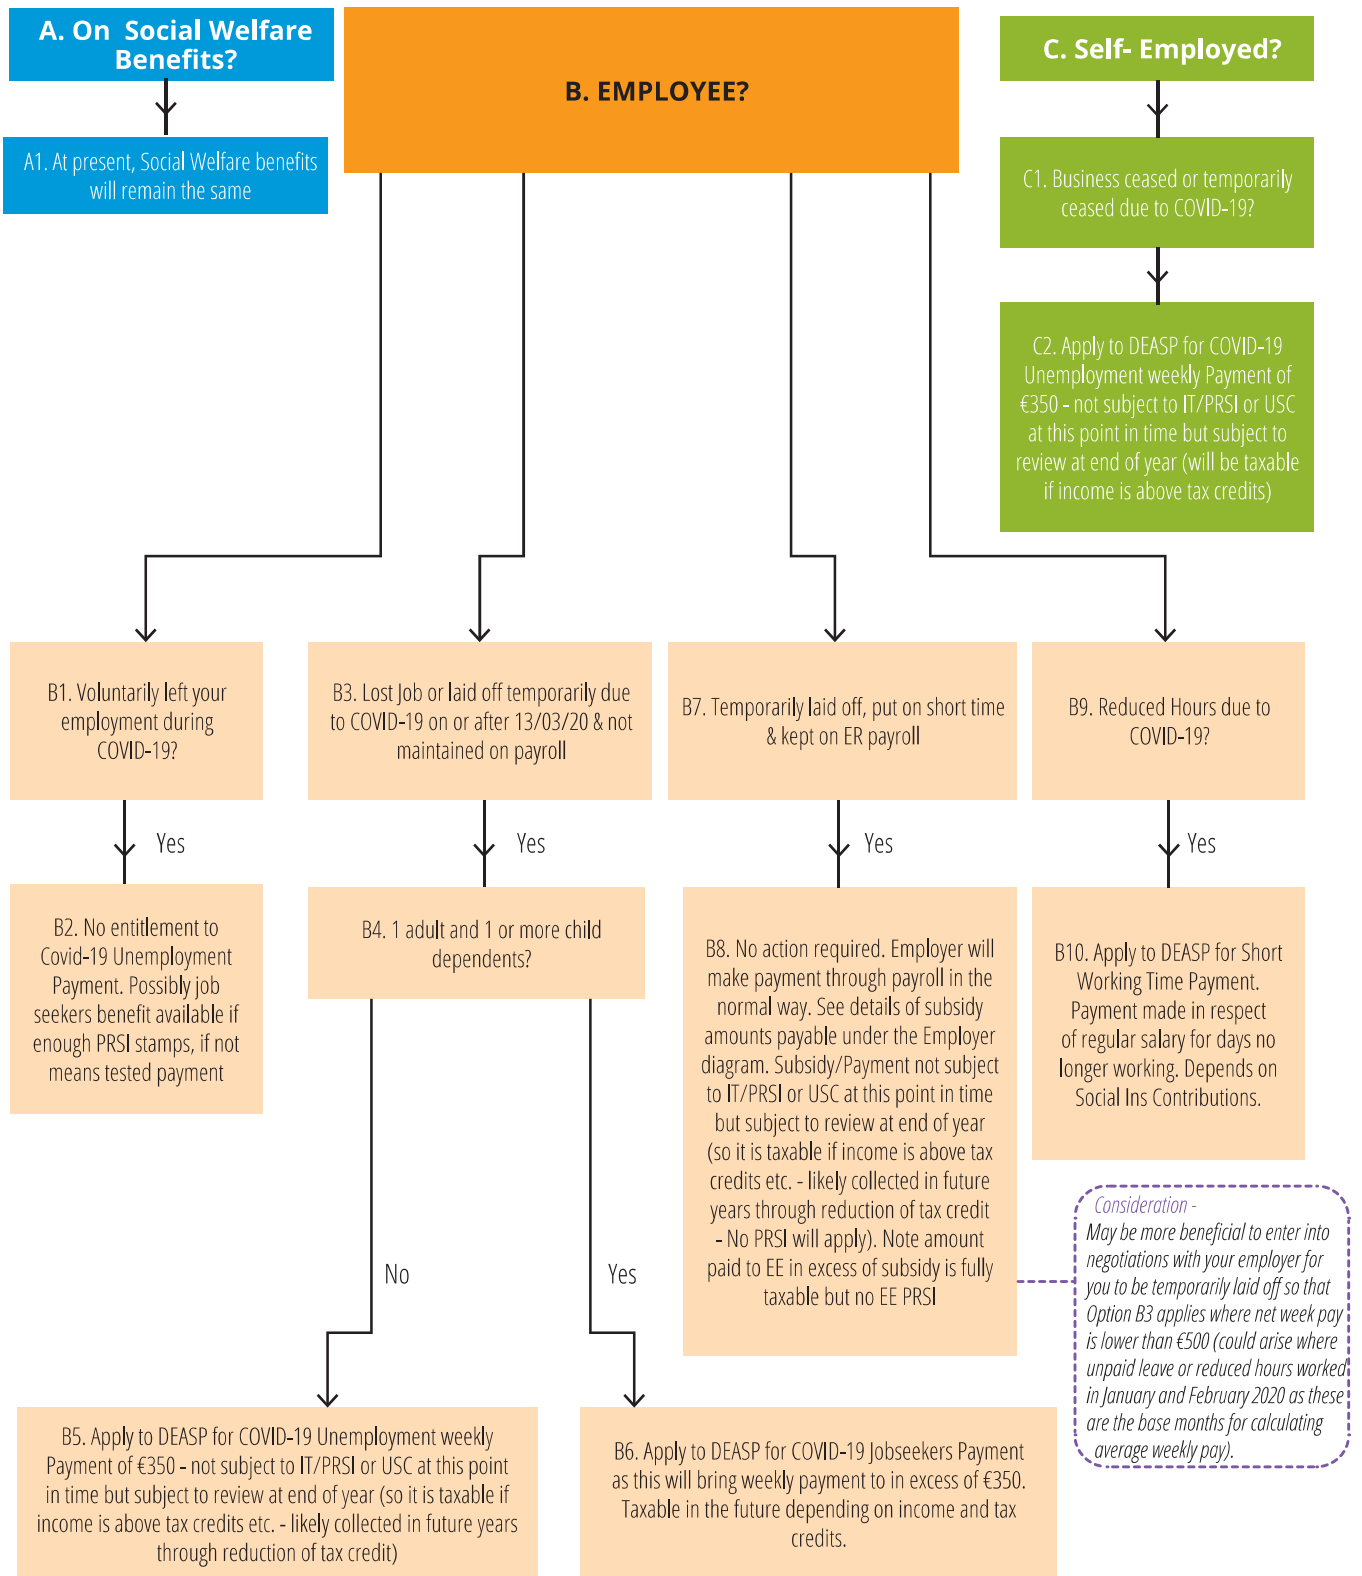 A. On  Social Welfare
Benefits?
A1. At present, Social Welfare benefits
will remain the same
B. EMPLOYEE?
C. Self- Employed?
C1. Business ceased or temporarily
ceased due to COVID-19?
C2. Apply to DEASP for COVID-19
Unemployment weekly Payment of
€350 - not subject to IT/PRSI or USC
at this point in time but subject to
review at end of year (will be taxable
if income is above tax credits)
B1. Voluntarily left your
employment during
COVID-19?
Yes
B2. No entitlement to
Covid-19 Unemployment
Payment. Possibly job
seekers benefit available if
enough PRSI stamps, if not
means tested payment
B3. Lost Job or laid off temporarily due
to COVID-19 on or after 13/03/20 & not
maintained on payroll
Yes
B4. 1 adult and 1 or more child
dependents?
No
Yes
B5. Apply to DEASP for COVID-19 Unemployment weekly
Payment of €350 - not subject to IT/PRSI or USC at this point
in time but subject to review at end of year (so it is taxable if
income is above tax credits etc. - likely collected in future years
through reduction of tax credit)
B6. Apply to DEASP for COVID-19 Jobseekers Payment
as this will bring weekly payment to in excess of €350.
Taxable in the future depending on income and tax
credits.
B7. Temporarily laid off, put on short time
& kept on ER payroll
Yes
B8. No action required. Employer will
make payment through payroll in the
normal way. See details of subsidy
amounts payable under the Employer
diagram. Subsidy/Payment not subject
to IT/PRSI or USC at this point in time
but subject to review at end of year
(so it is taxable if income is above tax
credits etc. - likely collected in future
years through reduction of tax credit
- No PRSI will apply). Note amount
paid to EE in excess of subsidy is fully
taxable but no EE PRSI
B9. Reduced Hours due to
COVID-19?
Yes
B10. Apply to DEASP for Short
Working Time Payment.
Payment made in respect
of regular salary for days no
longer working. Depends on
Social Ins Contributions.
Consideration -
May be more beneficial to enter into
negotiations with your employer for
you to be temporarily laid off so that
Option B3 applies where net week pay
is lower than €500 (could arise where
unpaid leave or reduced hours worked
in January and February 2020 as these
are the base months for calculating
average weekly pay).